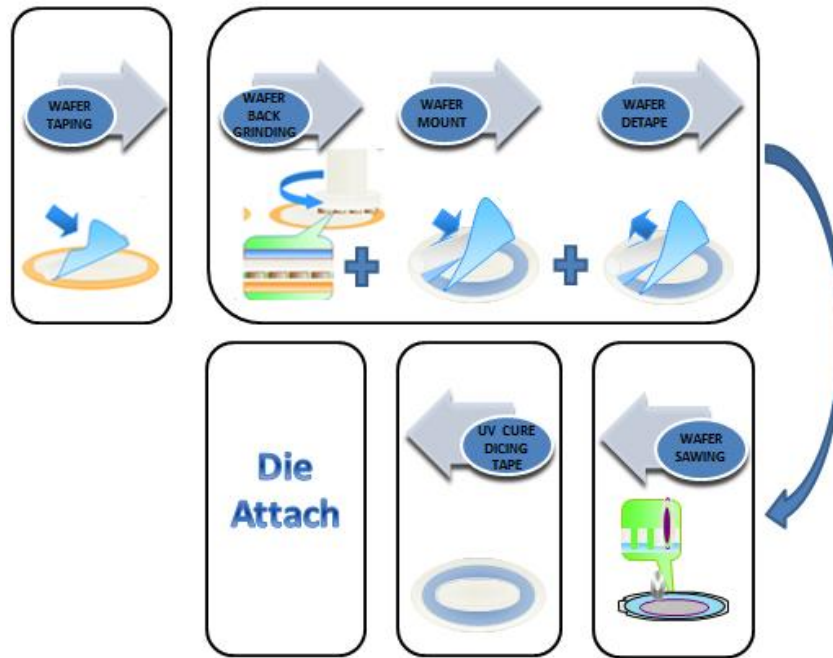 WAFER
TAPING
WAFER
BACK
GRINDING
WAFER
MOUNT
WAFER
DETAPE
Die
Attach
UV CURE
DICING
TAPE
WAFER
SAWING